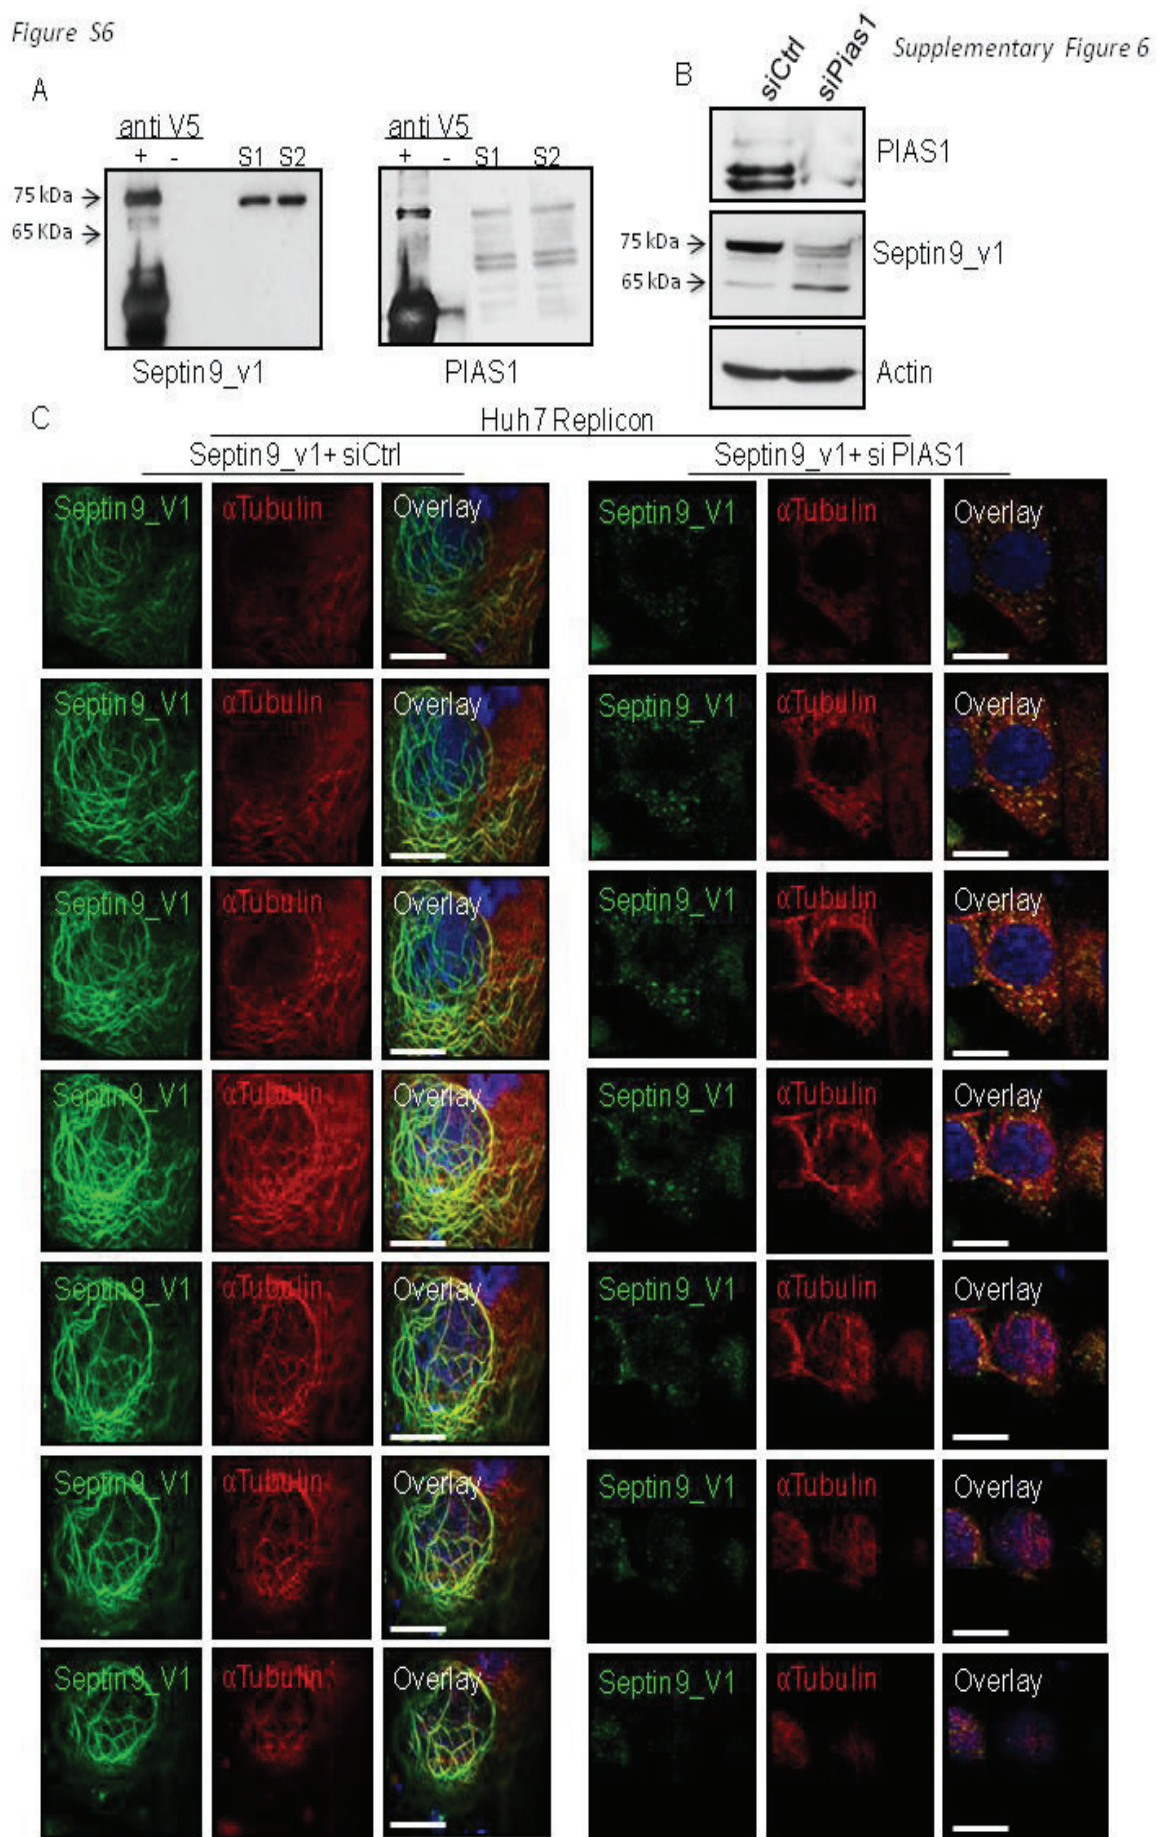 Figure S6
Supplementary Figure 6
A
anti V5
+ - S1 S2
75 kDa
65 KDa
Septin9_v1
anti V5
+ - S1 S2
PIAS1
B
siCtrl siPias1
PIAS1
75 kDa
Septin9_v1
65 kDa
Actin
C
Huh7 Replicon
Septin9_v1+ siCtrl
Septin9_v1+ si PIAS1
Septin9_V1 αTubulin Overlay Septin9_V1 αTubulin Overlay
Septin9_V1 αTubulin Overlay Septin9_V1 αTubulin Overlay
Septin9_V1 αTubulin Overlay Septin9_V1 αTubulin Overlay
Septin9_V1 αTubulin Overlay Septin9_V1 αTubulin Overlay
Septin9_V1 αTubulin Overlay Septin9_V1 αTubulin Overlay
Septin9_V1 αTubulin Overlay Septin9_V1 αTubulin Overlay
Septin9_V1 αTubulin Overlay Septin9_V1 αTubulin Overlay